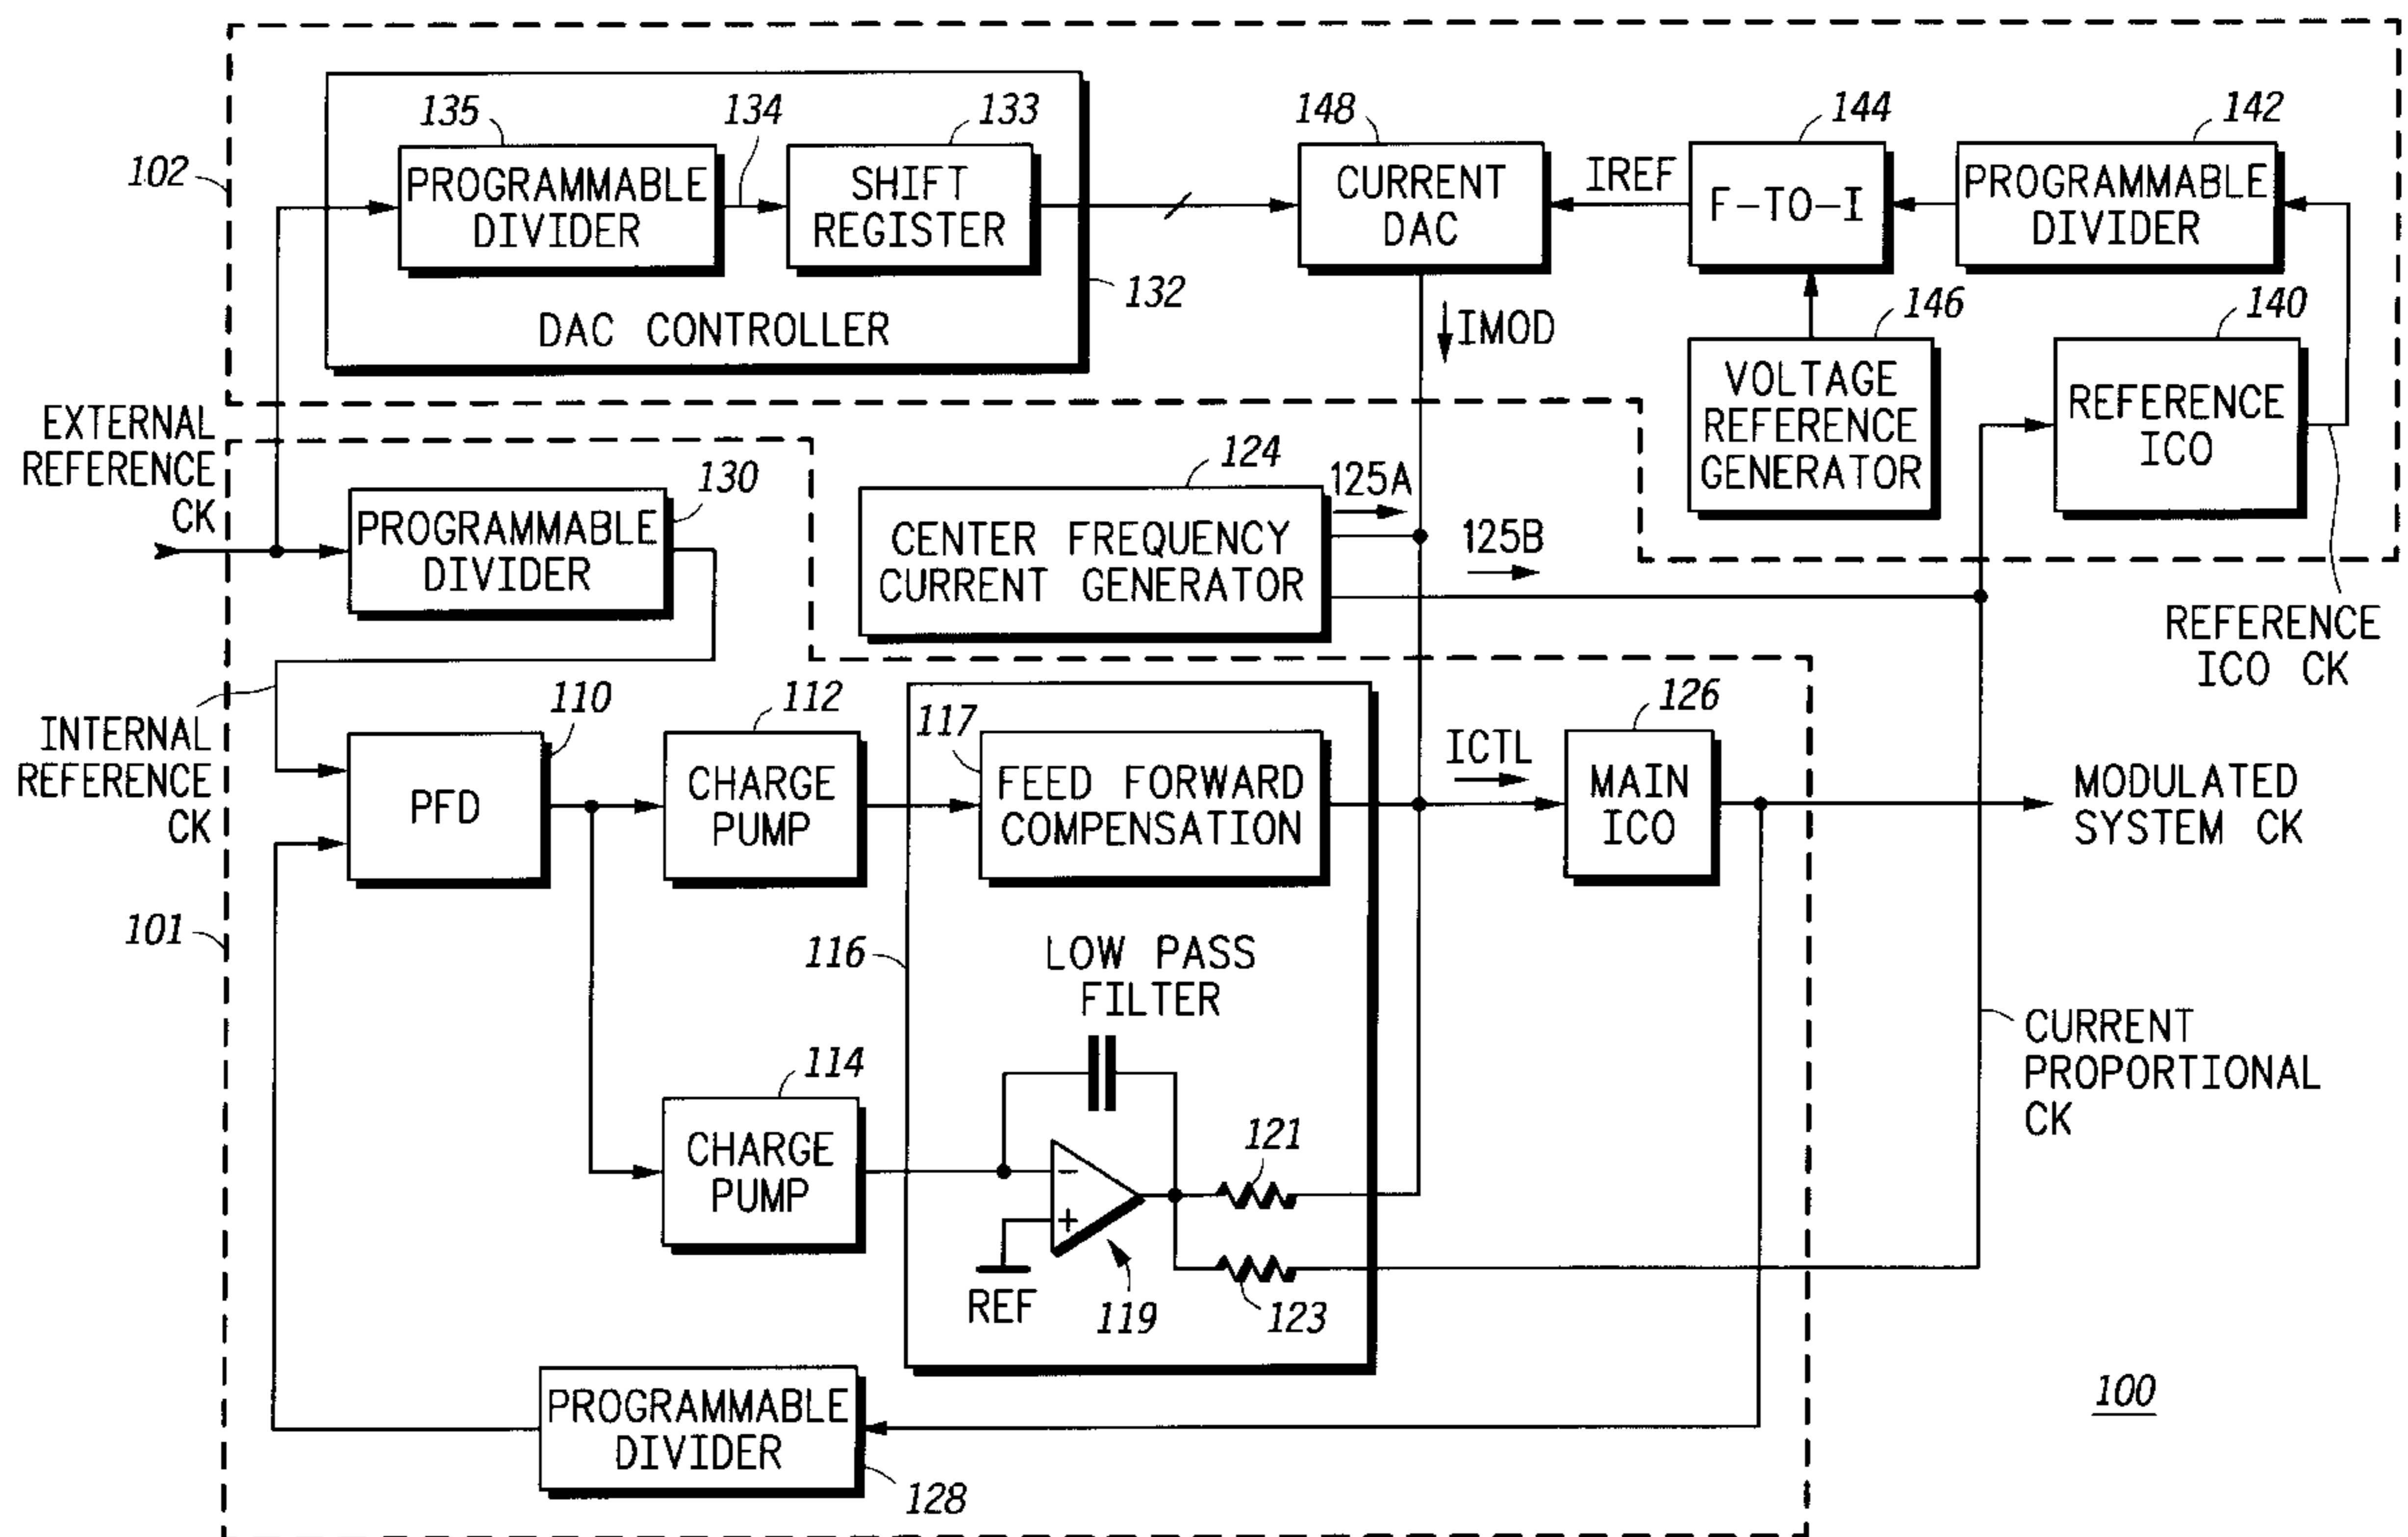 135
134
133
148
144
142
102
PROGRAMMABLE
DIVIDER
SHIFT
REGISTER
CURRENT
DAC
IREF
F-TO-I
PROGRAMMABLE
DIVIDER
132
DAC CONTROLLER
IMOD
146
140
VOLTAGE
REFERENCE
GENERATOR
REFERENCE
ICO
EXTERNAL
REFERENCE
CK
130
PROGRAMMABLE
DIVIDER
124
125A
CENTER FREQUENCY
CURRENT GENERATOR
125B
REFERENCE
ICO CK
INTERNAL
REFERENCE
CK
110
PFD
112
CHARGE
PUMP
117
FEED FORWARD
COMPENSATION
ICTL
126
MAIN
ICO
MODULATED
SYSTEM CK
101
116
LOW PASS
FILTER
CURRENT
PROPORTIONAL
CK
114
CHARGE
PUMP
−
+
REF
119
121
123
PROGRAMMABLE
DIVIDER
128
100